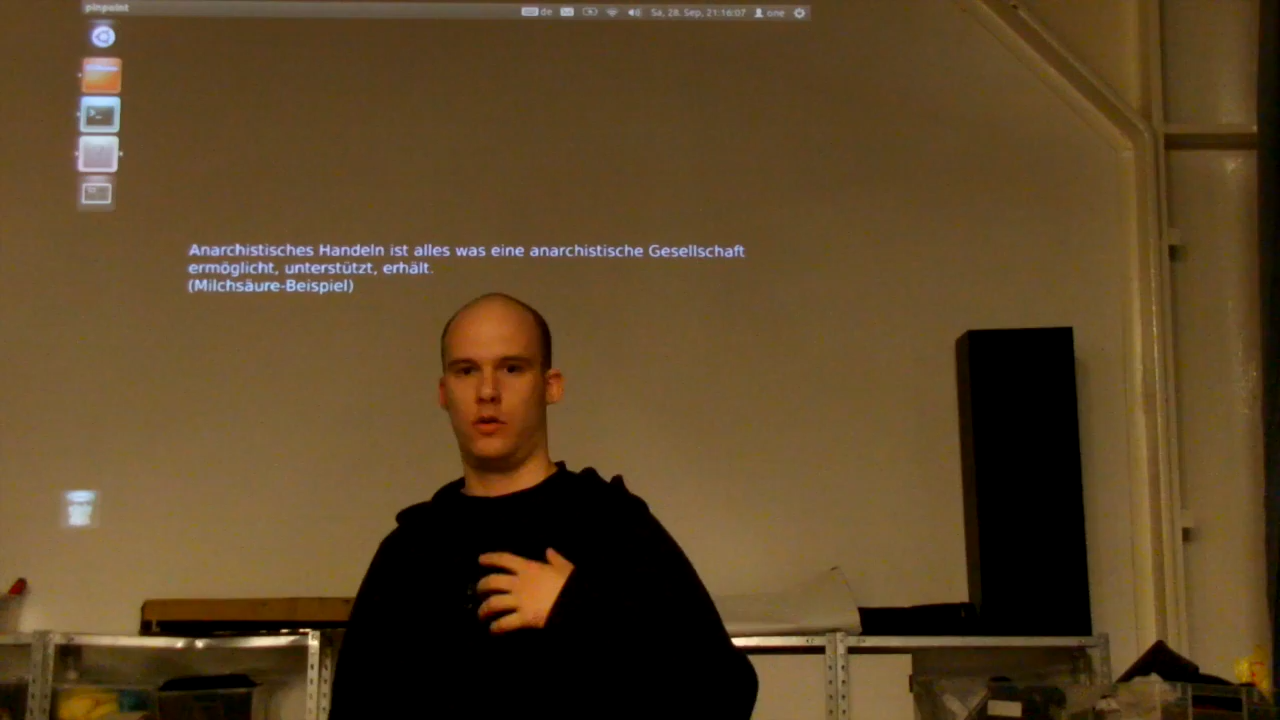 pinpoint
de Sa, 28. Sep, 21:16:07 one
Anarchistisches Handeln ist alles was eine anarchistische Gesellschaft
ermöglicht, unterstützt, erhält.
(Milchsäure-Beispiel)